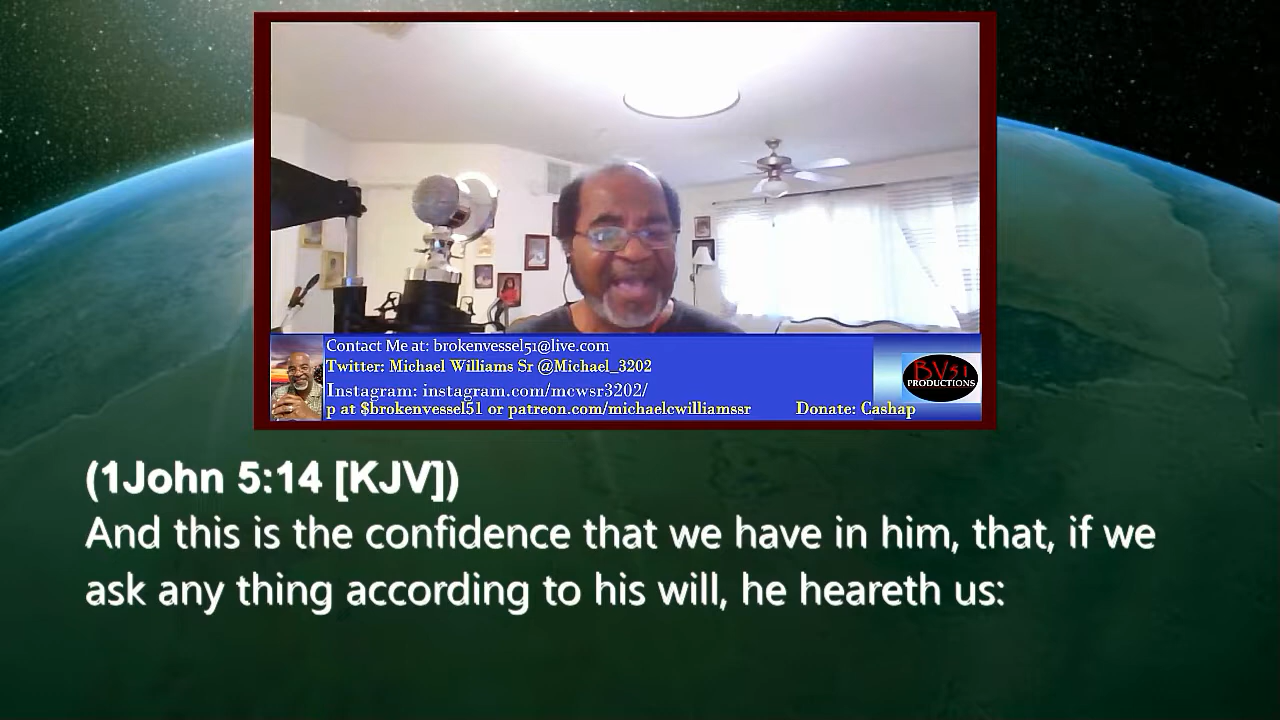 Contact Me at: brokenvessel51@live.com
Twitter: Michael Williams Sr @Michael_3202
Instagram: instagram.com/mcwsr3202/
p at $brokenvessel51 or patreon.com/michaelcwilliamssr Donate: Cashap
BV51
PRODUCTIONS
(1John 5:14 [KJV])
And this is the confidence that we have in him, that, if we
ask any thing according to his will, he heareth us: